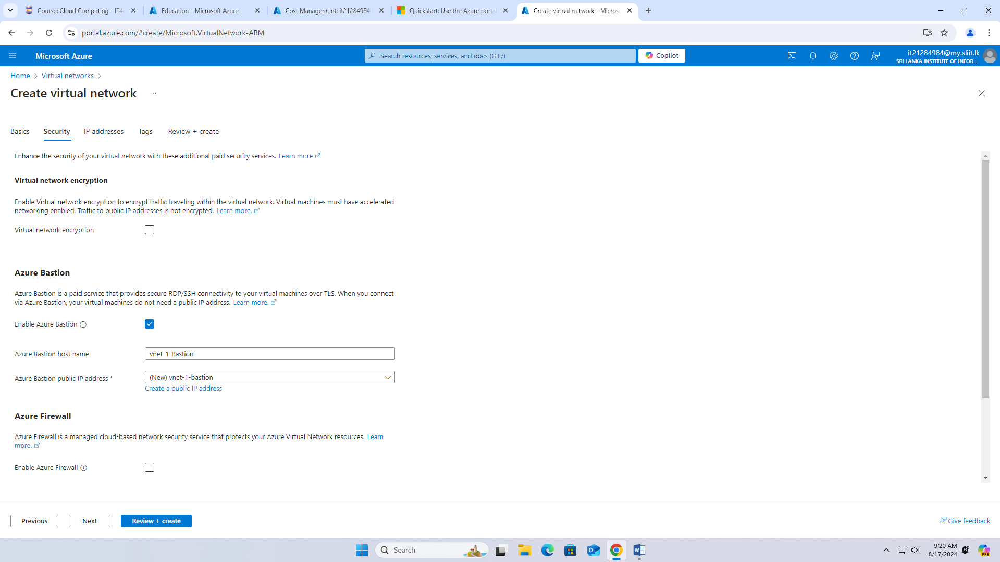 Course: Cloud Computing - IT4
Education - Microsoft Azure
Cost Management: it21284984
Quickstart: Use the Azure portal
Create virtual network - Micros
portal.azure.com/#create/Microsoft.VirtualNetwork-ARM
Microsoft Azure
Search resources, services, and docs (G+/)
Copilot
it21284984@my.sliit.lk
SRI LANKA INSTITUTE OF INFOR...
Home > Virtual networks >
Create virtual network ...
Basics
Security
IP addresses
Tags
Review + create
Enhance the security of your virtual network with these additional paid security services. Learn more
Virtual network encryption
Enable Virtual network encryption to encrypt traffic traveling within the virtual network. Virtual machines must have accelerated
networking enabled. Traffic to public IP addresses is not encrypted. Learn more.
Virtual network encryption
Azure Bastion
Azure Bastion is a paid service that provides secure RDP/SSH connectivity to your virtual machines over TLS. When you connect
via Azure Bastion, your virtual machines do not need a public IP address. Learn more.
Enable Azure Bastion
Azure Bastion host name
vnet-1-Bastion
Azure Bastion public IP address *
(New) vnet-1-bastion
Create a public IP address
Azure Firewall
Azure Firewall is a managed cloud-based network security service that protects your Azure Virtual Network resources. Learn
more.
Enable Azure Firewall
Previous
Next
Review + create
Give feedback
Search
9:20 AM
8/17/2024
PRE